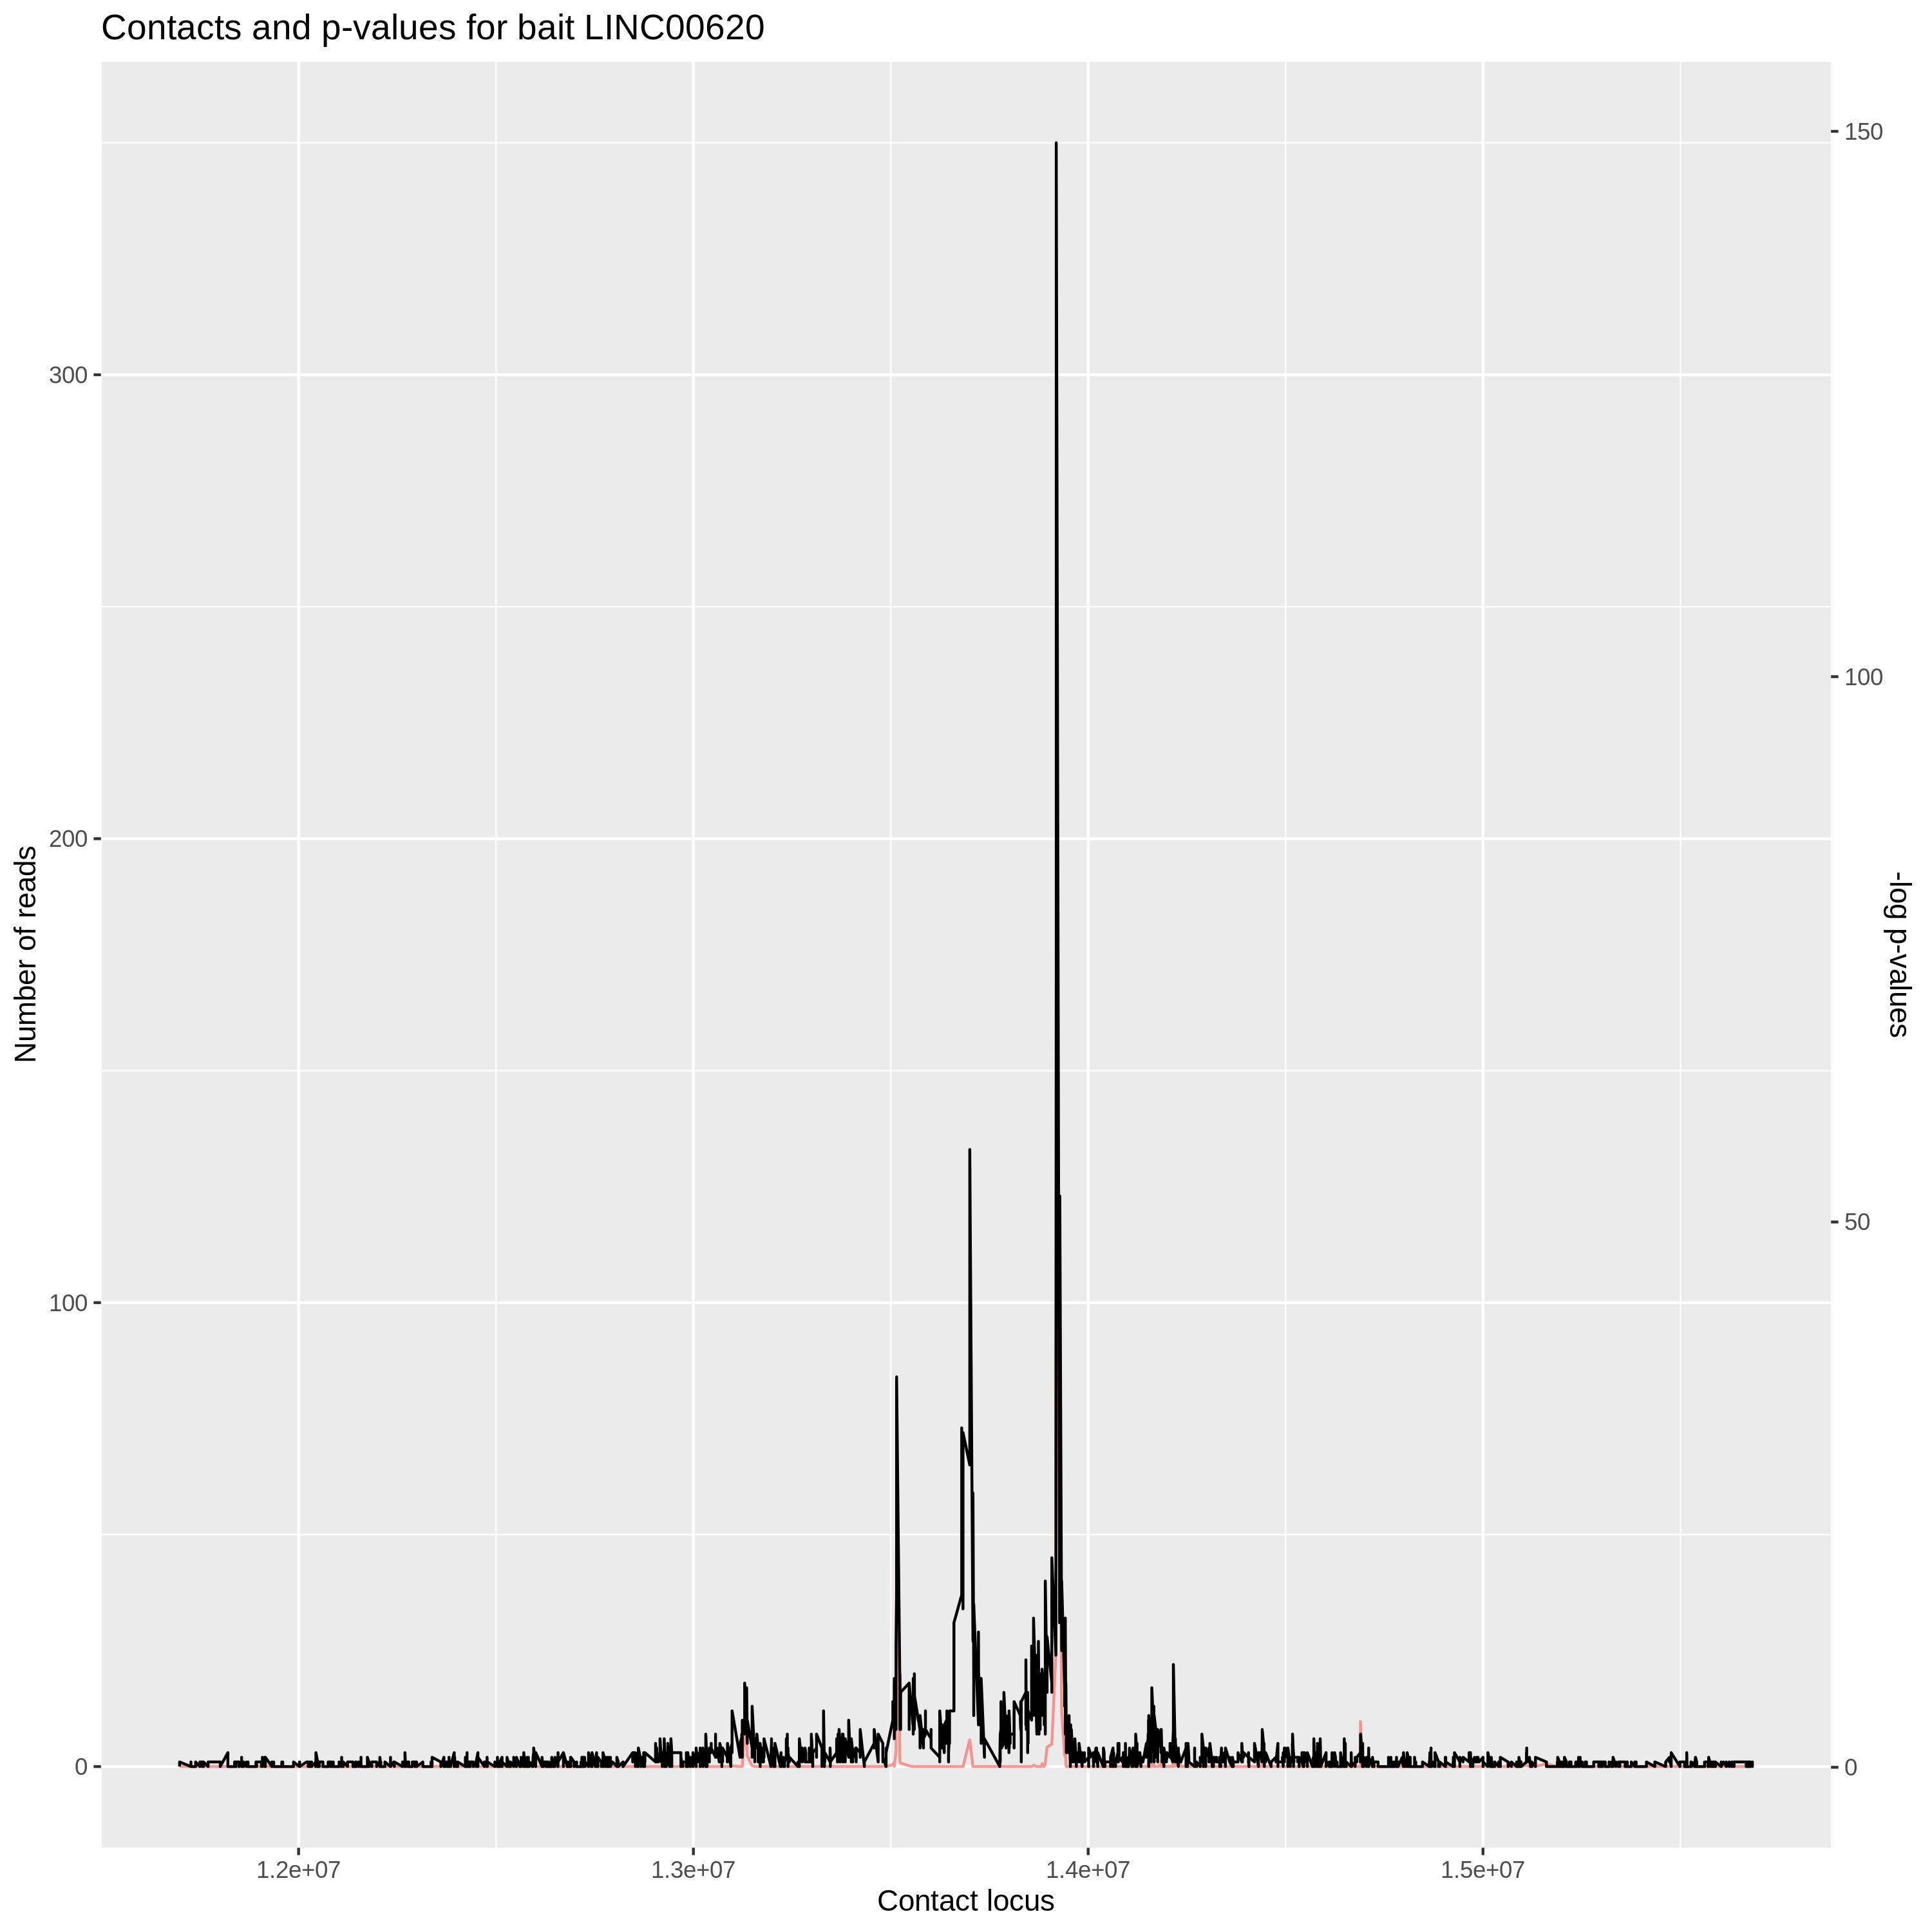 Contacts and p-values for bait LINC00620
Number of reads
300
200
100
0
150
100
50
0
-log p-values
1.2e+07
1.3e+07
1.4e+07
1.5e+07
Contact locus